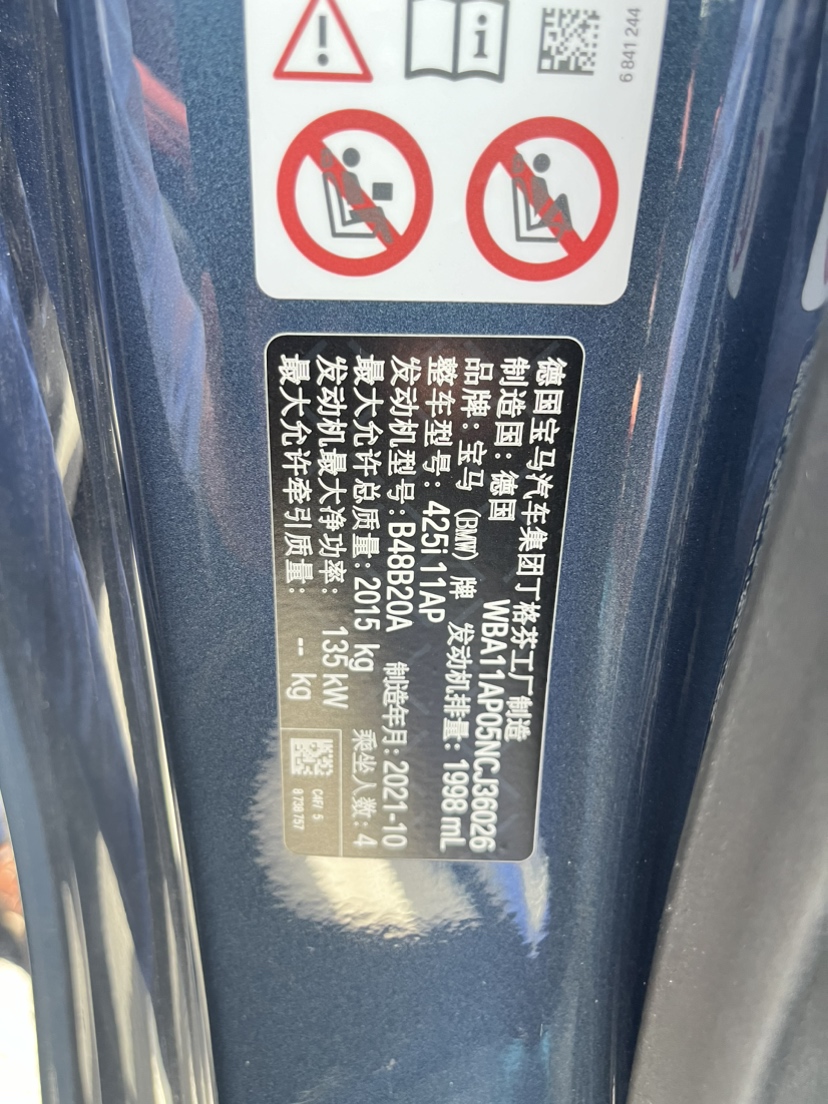 6 841 244
德国宝马汽车集团丁格芬工厂制造
制造国：德国 WBA11AP05NCJ36026
品牌：宝马（BMW）牌 发动机排量：1998 mL
整车型号：425i 11AP
发动机型号：B48B20A 制造年月：2021-10
最大允许总质量：2015 kg 乘坐人数：4
发动机最大净功率：135 kW
最大允许牵引质量：-- kg
8 738 757